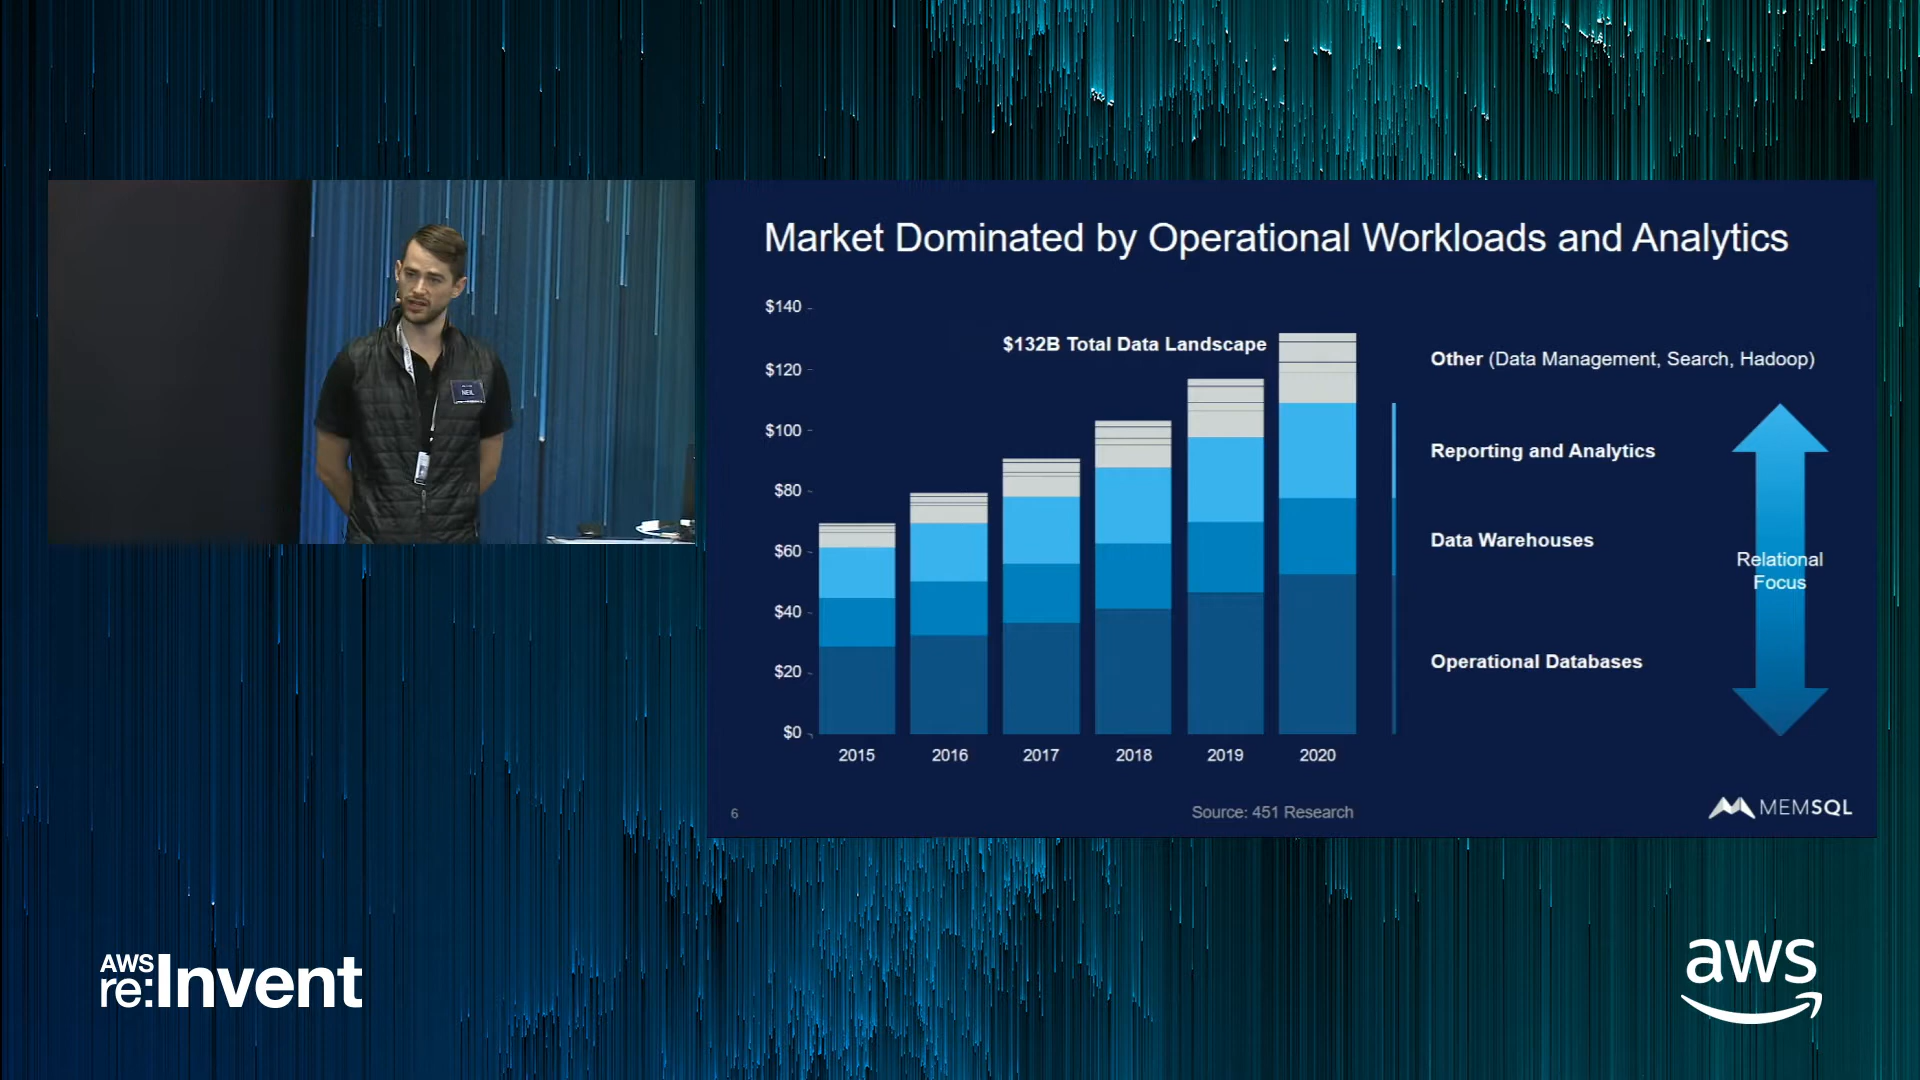 NEIL
Market Dominated by Operational Workloads and Analytics
$140
$120
$100
$80
$60
$40
$20
$0
$132B Total Data Landscape
2015 2016 2017 2018 2019 2020
Other (Data Management, Search, Hadoop)
Reporting and Analytics
Data Warehouses
Operational Databases
Relational
Focus
6
Source: 451 Research
MEMSQL
AWS
re:Invent
aws